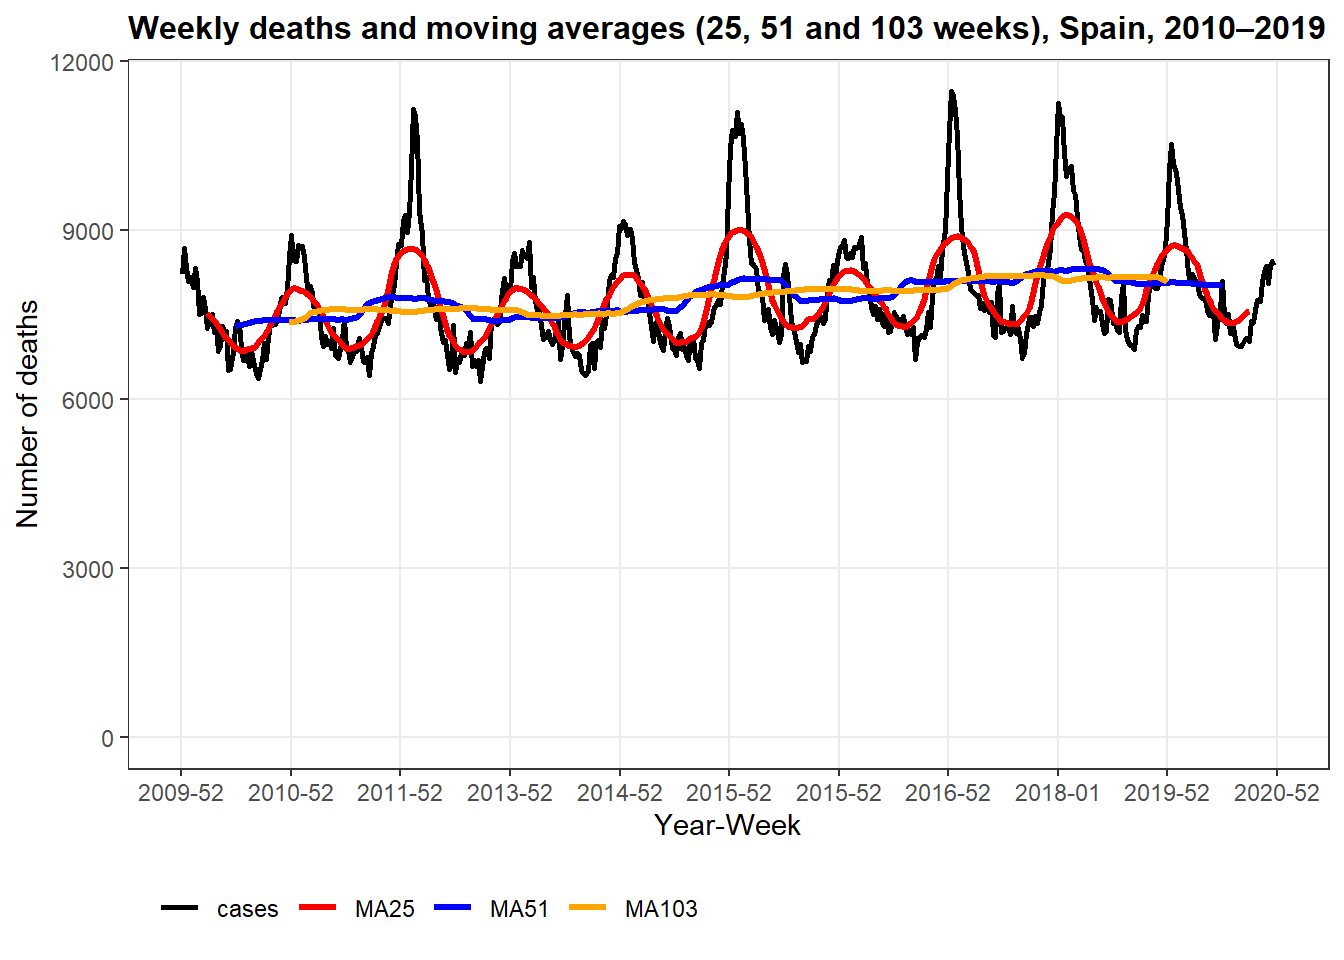 Weekly deaths and moving averages (25, 51 and 103 weeks), Spain, 2010–2019
Number of deaths
12000
9000
6000
3000
0
2009-52 2010-52 2011-52 2013-52 2014-52 2015-52 2015-52 2016-52 2018-01 2019-52 2020-52
Year-Week
cases MA25 MA51 MA103